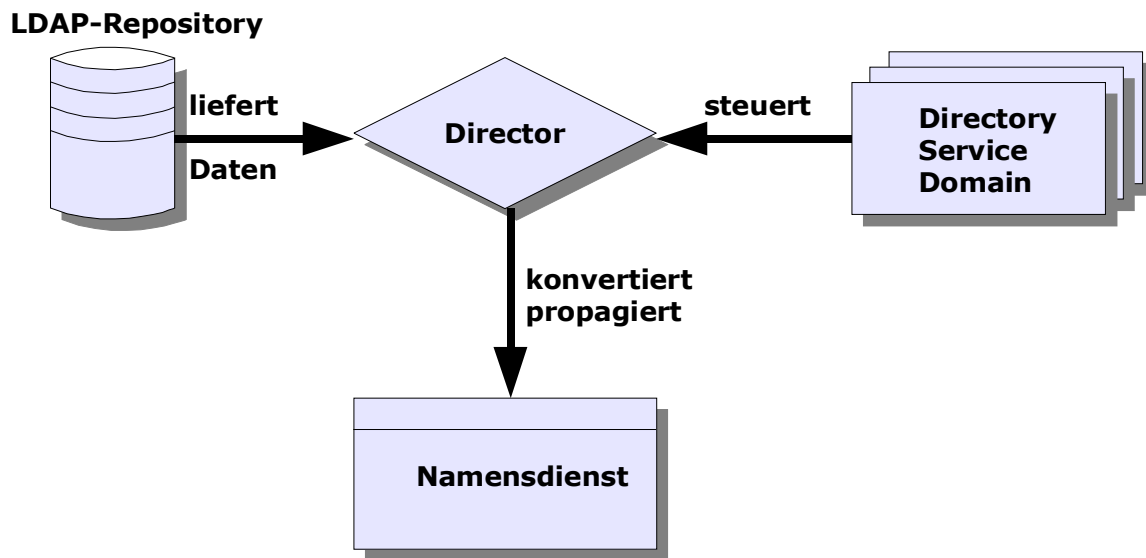 LDAP-Repository
liefert
Daten
Director
steuert
Directory
Service
Domain
konvertiert
propagiert
Namensdienst